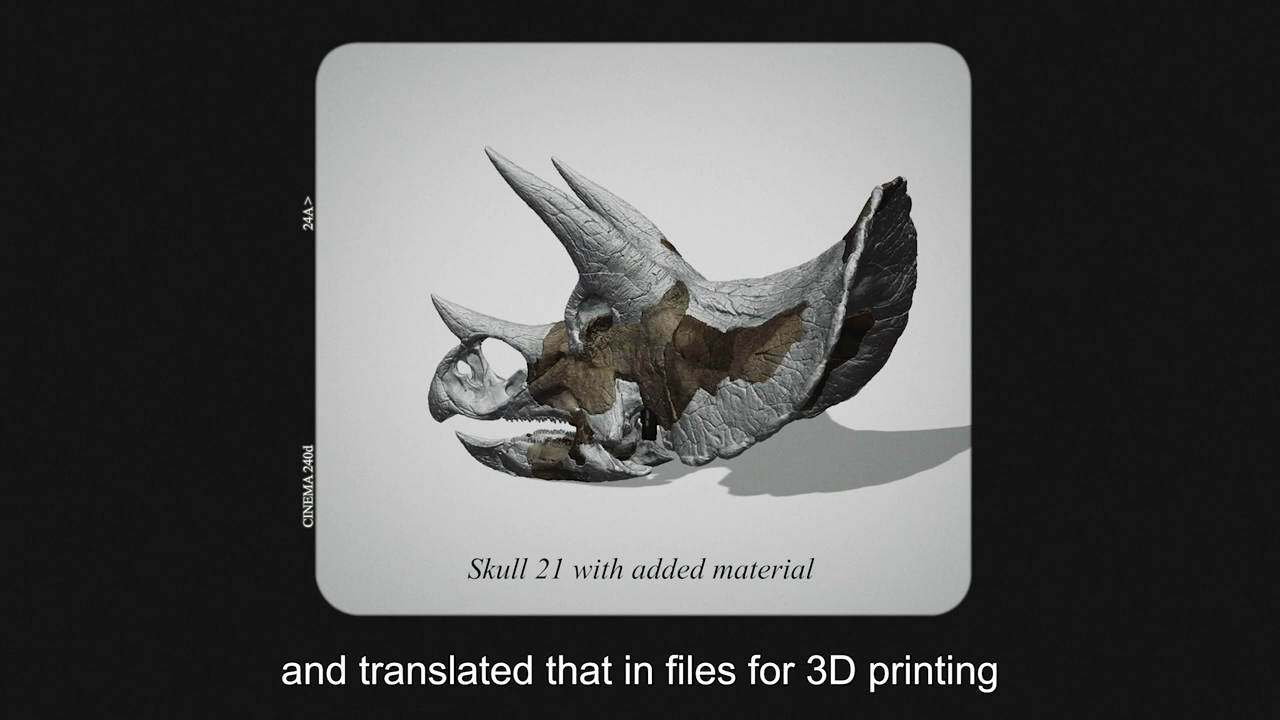 24A >
CINEMA 240d
Skull 21 with added material
and translated that in files for 3D printing